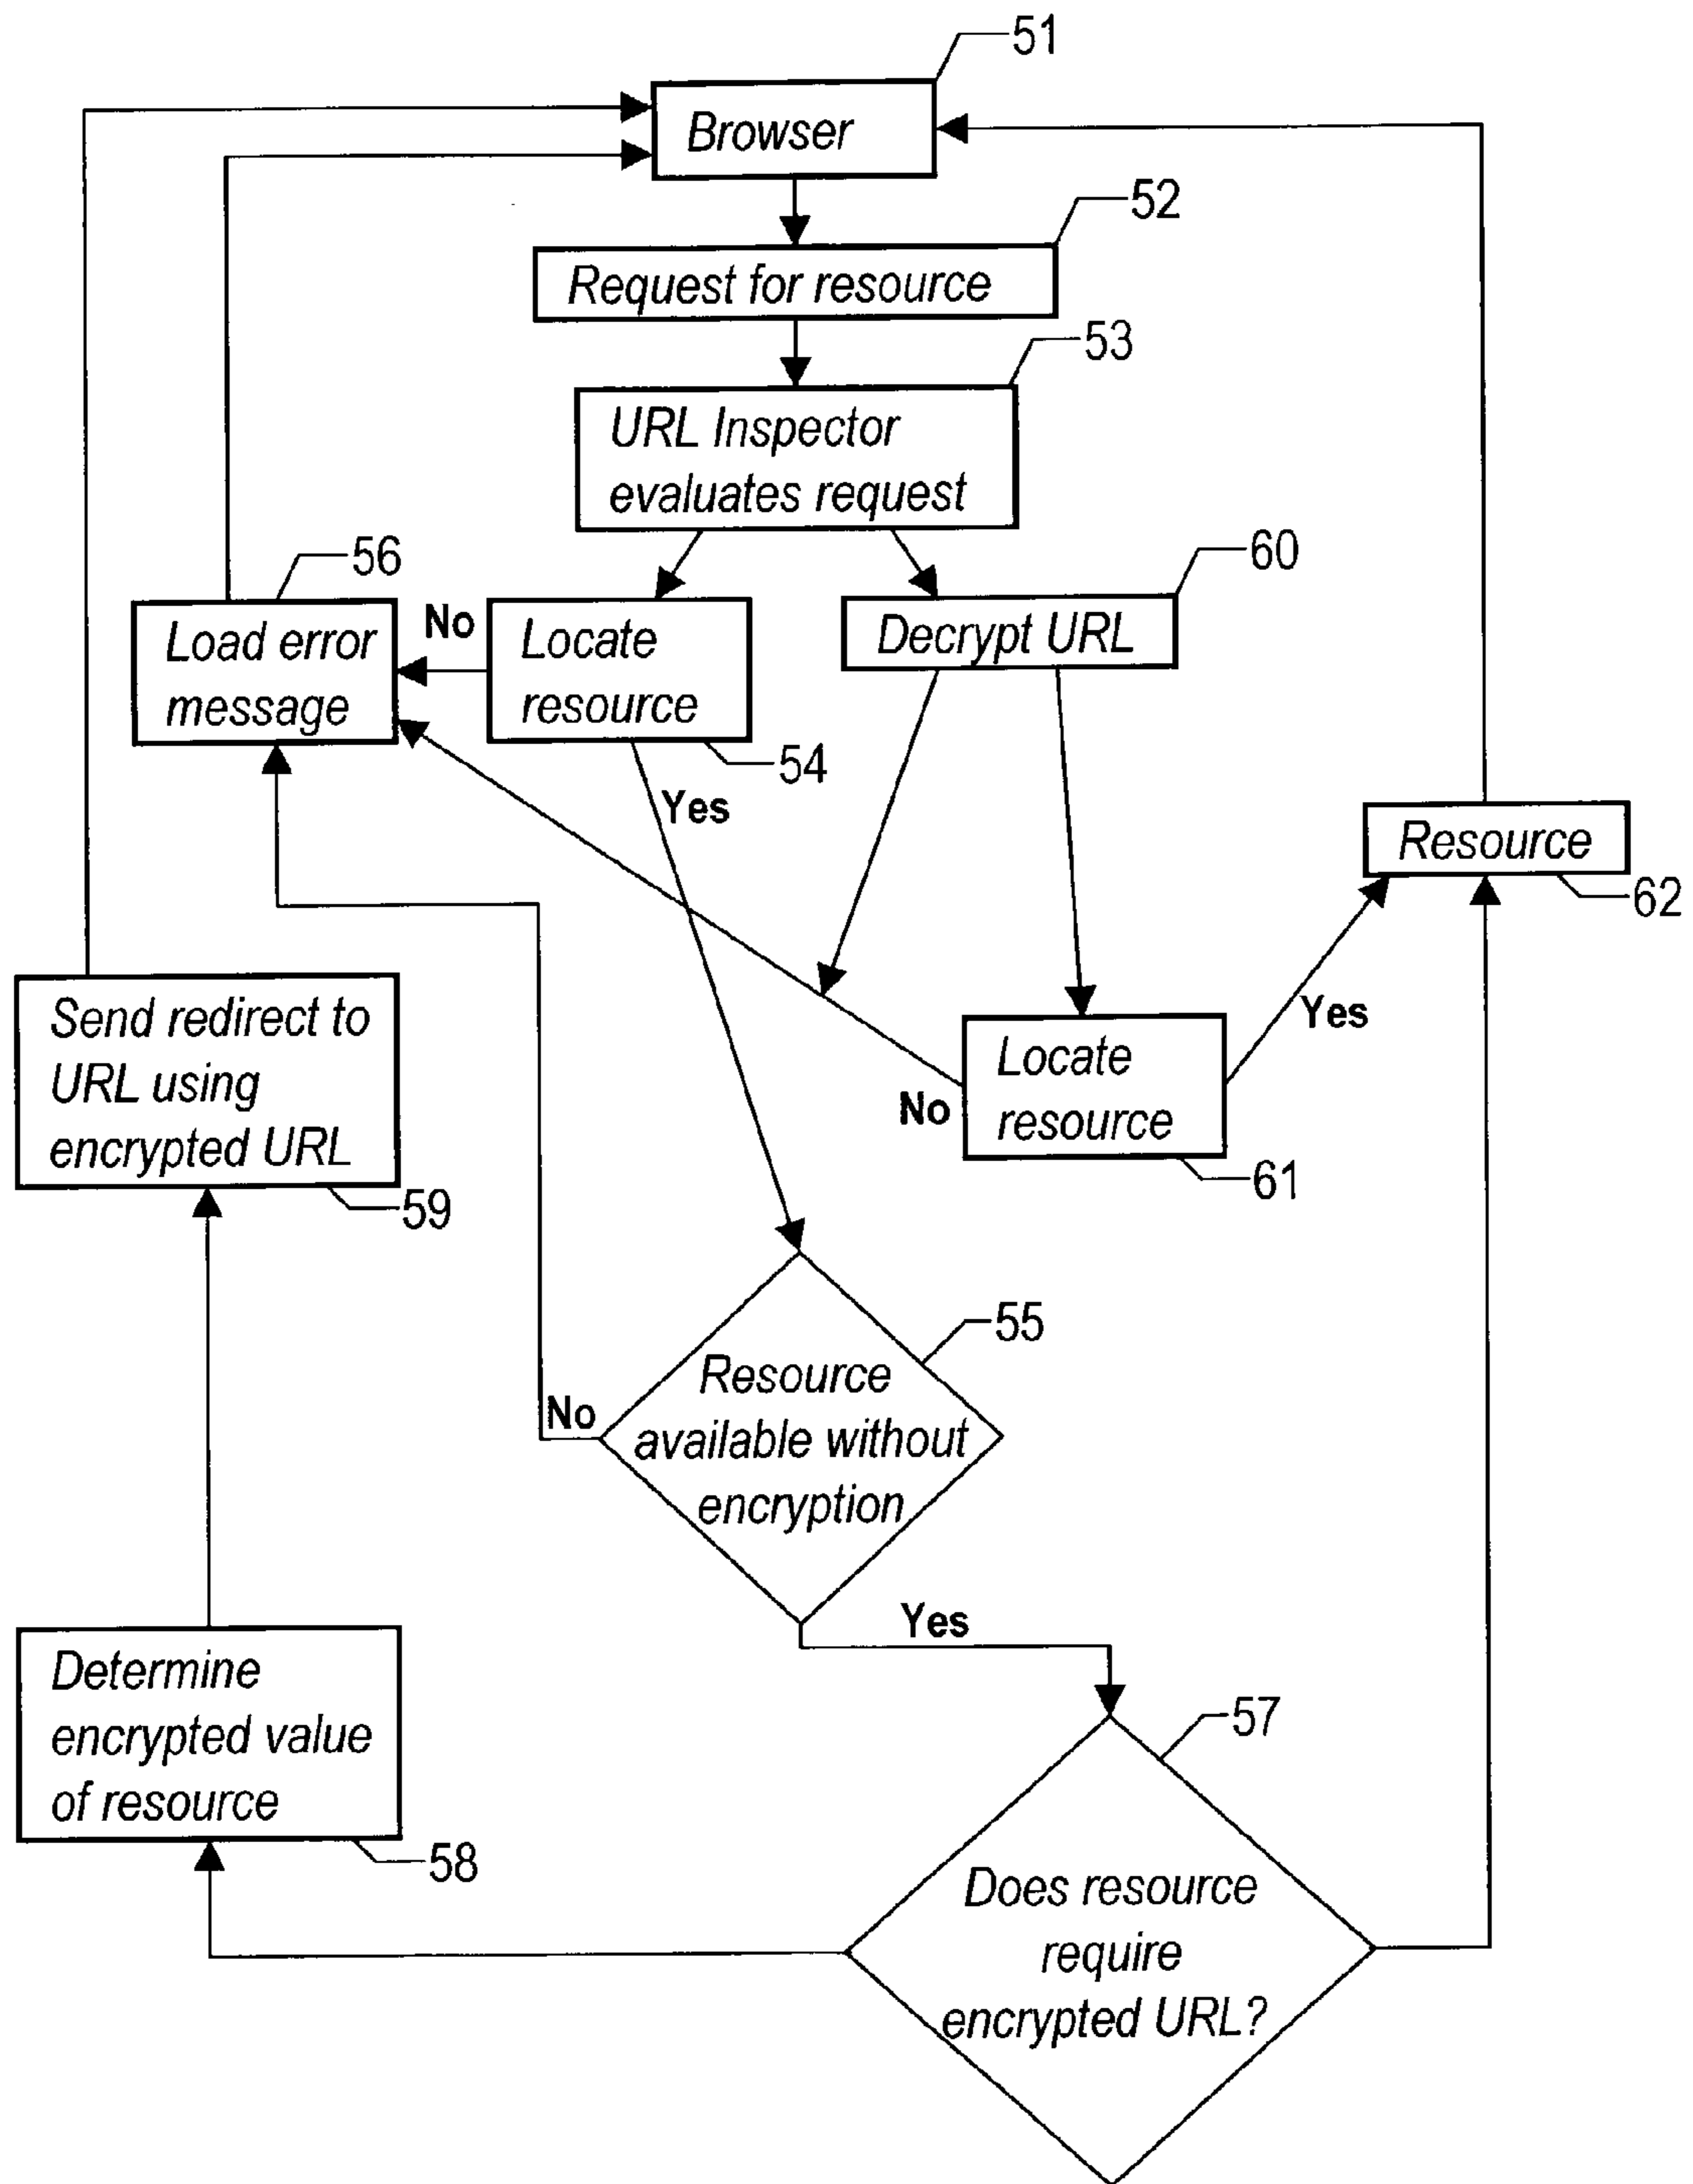 51
Browser
52
Request for resource
53
URL Inspector
evaluates request
56
Load error
message
No
Locate
resource
54
Yes
60
Decrypt URL
Resource
62
Send redirect to
URL using
encrypted URL
59
Locate
resource
61
No
Yes
55
Resource
available without
encryption
No
Yes
Determine
encrypted value
of resource
58
57
Does resource
require
encrypted URL?